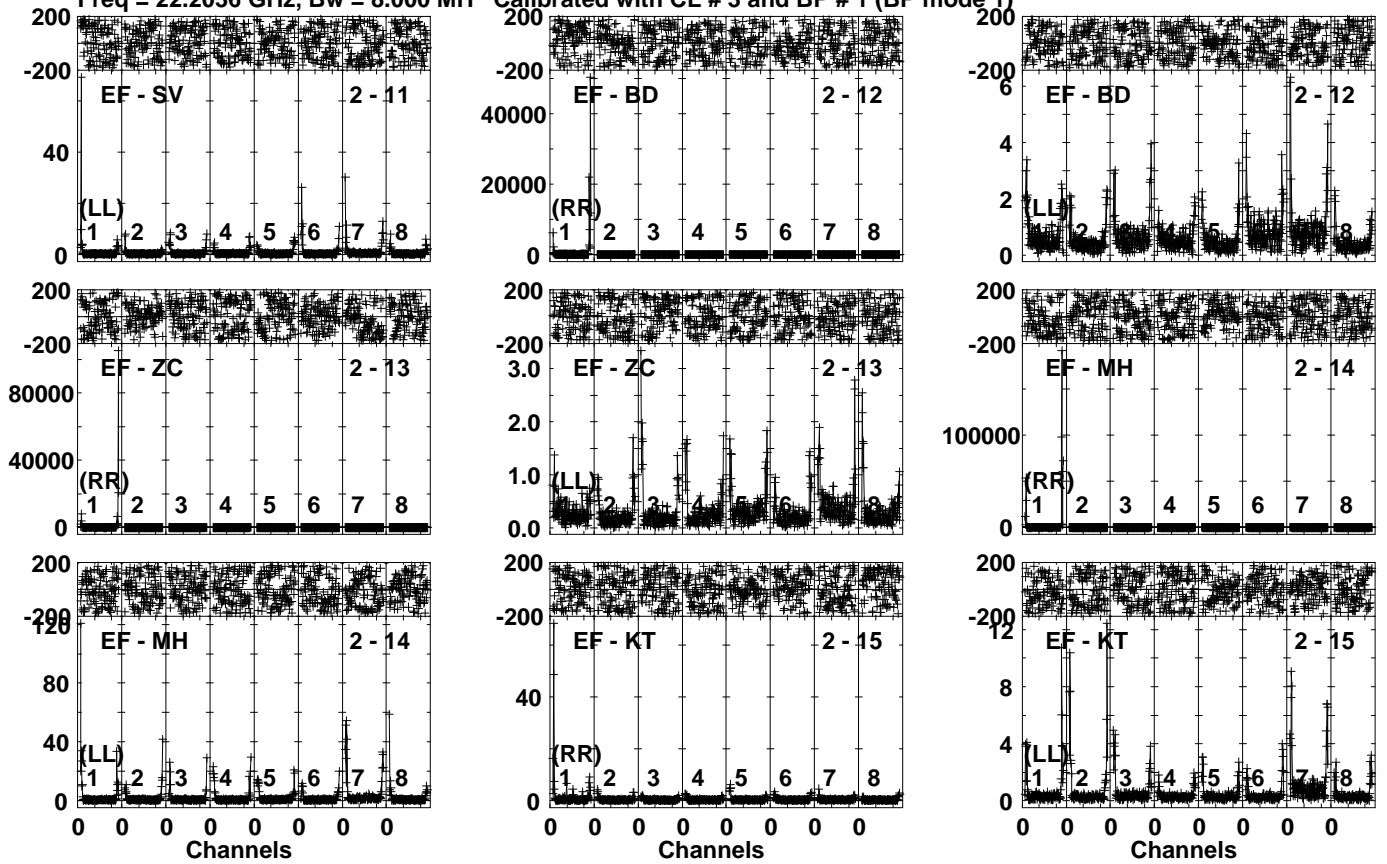 Freq = 22.2036 GHz, Bw = 8.000 MH Calibrated with CL # 3 and BP # 1 (BP mode 1)
200 200 200
-200 -200
EF - SV 2 - 11 EF - BD 2 - 12 EF - BD 2 - 12
6
40000
4
40
20000
2
(LL) (RR) (LL)
1 2 3 4 5 6 7 8 1 2 3 4 5 6 7 8 1 2 3 4 5 6 7 8
0 0 0
200 200 200
-200 -200 -200
EF - ZC 2 - 13 EF - ZC 2 - 13 EF - MH 2 - 14
3.0
80000
2.0
100000
40000
1.0
(RR) (LL) (RR)
1 2 3 4 5 6 7 8 1 2 3 4 5 6 7 8 1 2 3 4 5 6 7 8
0 0.0 0
200 200 200
-200 -200 -200
120 12
EF - MH 2 - 14 EF - KT 2 - 15 EF - KT 2 - 15
80 8
40 40 4
(LL) (RR) (LL)
1 2 3 4 5 6 7 8 1 2 3 4 5 6 7 8 1 2 3 4 5 6 7 8
0 0 0
0 0 0 0 0 0 0 0 0 0 0 0 0 0 0 0 0 0 0 0 0 0 0 0
Channels Channels Channels